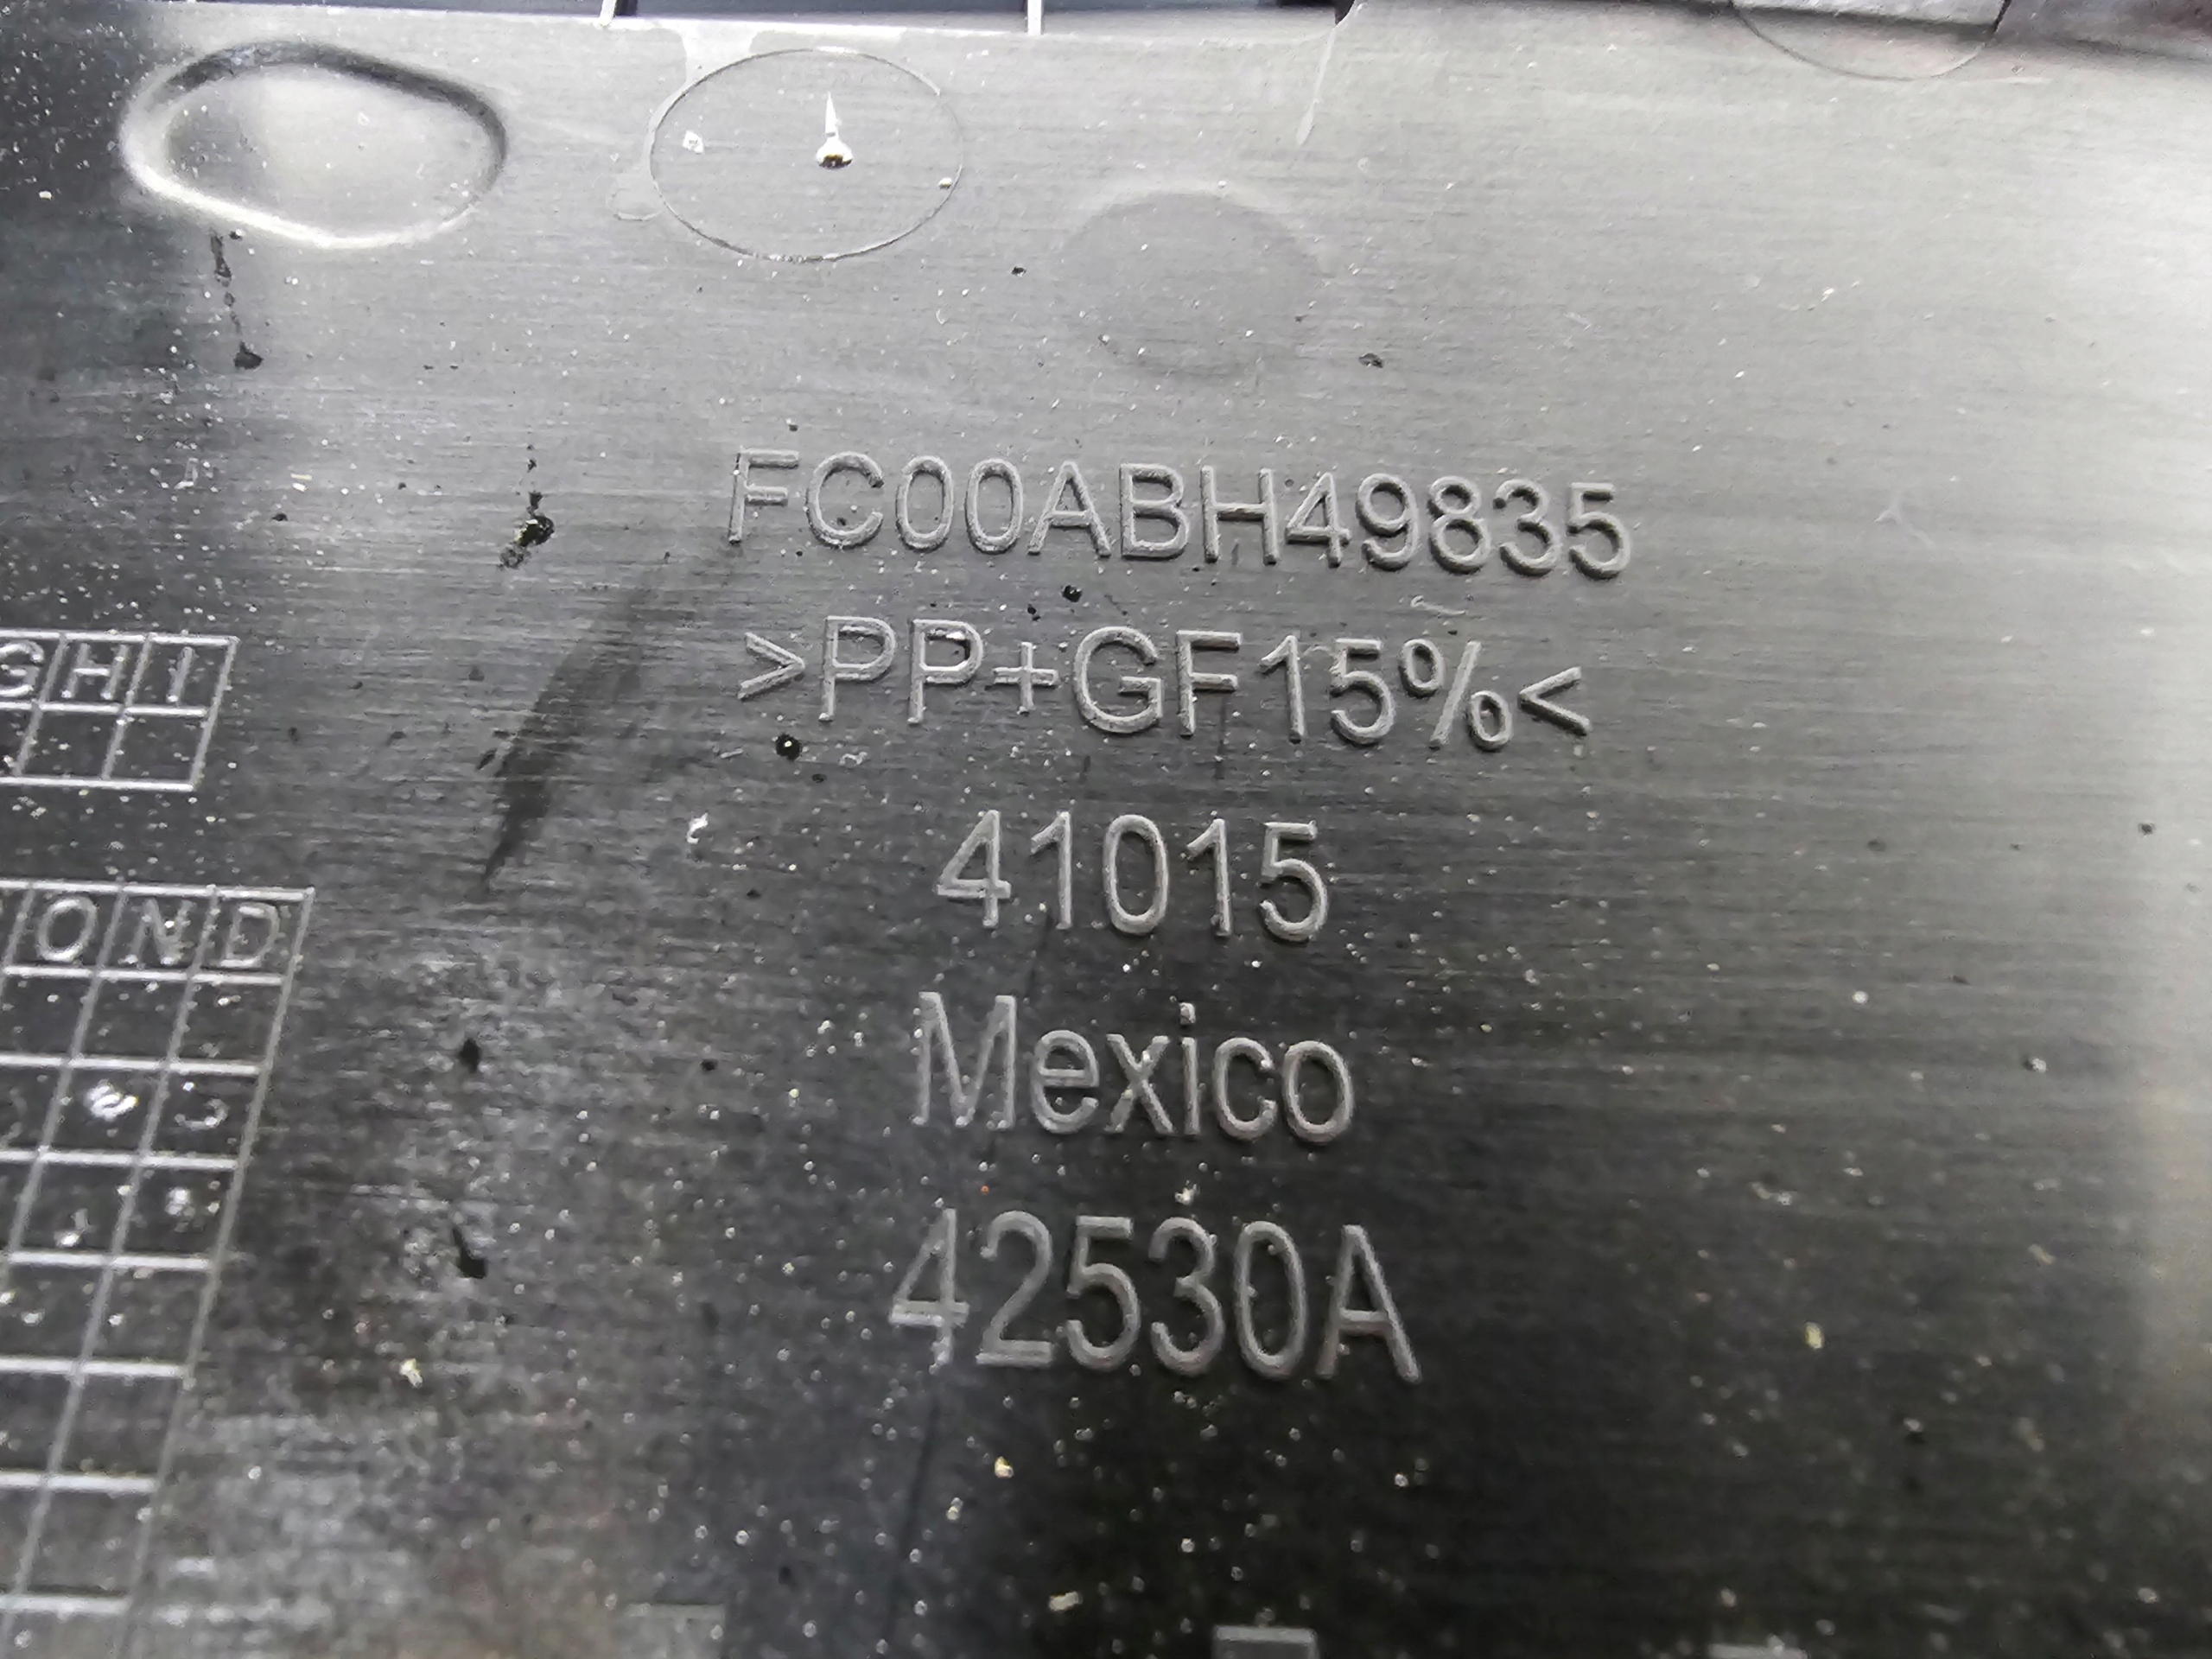 FC00ABH49835
>PP+GF15%<
41015
Mexico
42530A
G H I
O N D